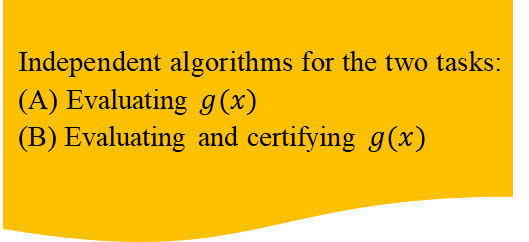 Independent algorithms for the two tasks:
(A) Evaluating g(x)
(B) Evaluating and certifying g(x)